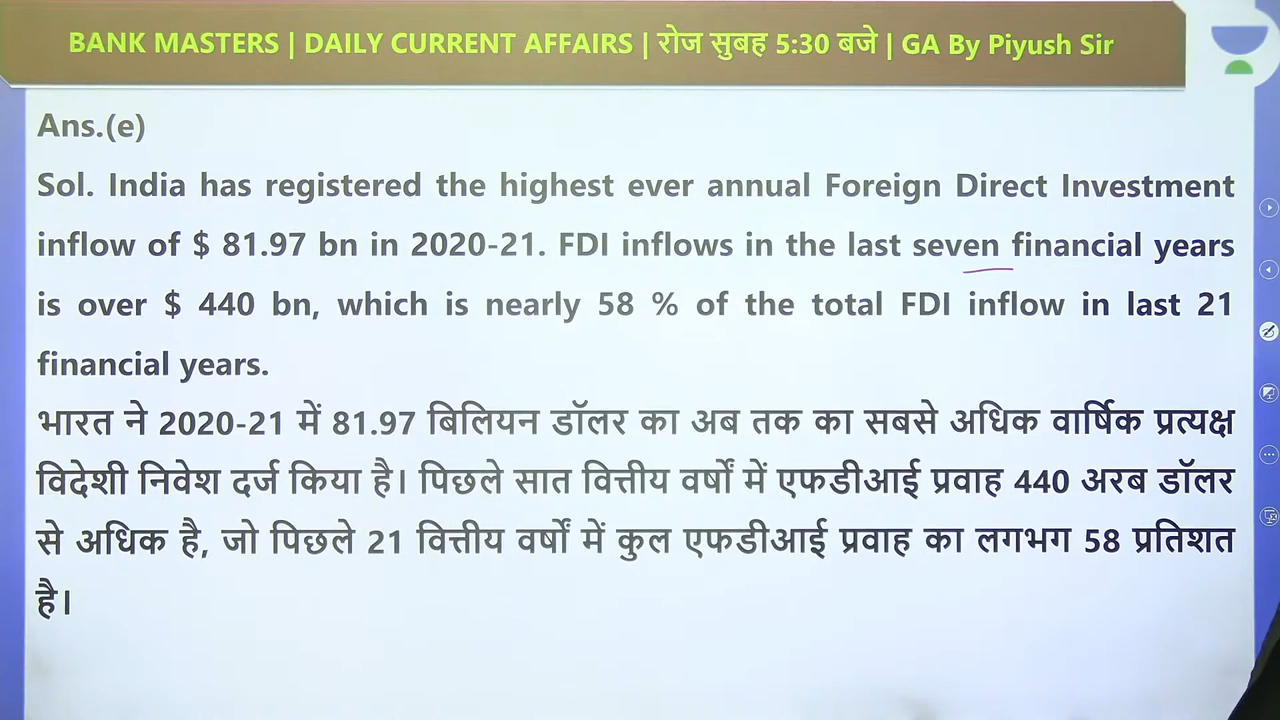 BANK MASTERS | DAILY CURRENT AFFAIRS | रोज सुबह 5:30 बजे | GA By Piyush Sir
Ans.(e)
Sol. India has registered the highest ever annual Foreign Direct Investment
inflow of $ 81.97 bn in 2020-21. FDI inflows in the last seven financial years
is over $ 440 bn, which is nearly 58 % of the total FDI inflow in last 21
financial years.
भारत ने 2020-21 में 81.97 बिलियन डॉलर का अब तक का सबसे अधिक वार्षिक प्रत्यक्ष
विदेशी निवेश दर्ज किया है। पिछले सात वित्तीय वर्षों में एफडीआई प्रवाह 440 अरब डॉलर
से अधिक है, जो पिछले 21 वित्तीय वर्षों में कुल एफडीआई प्रवाह का लगभग 58 प्रतिशत
है।